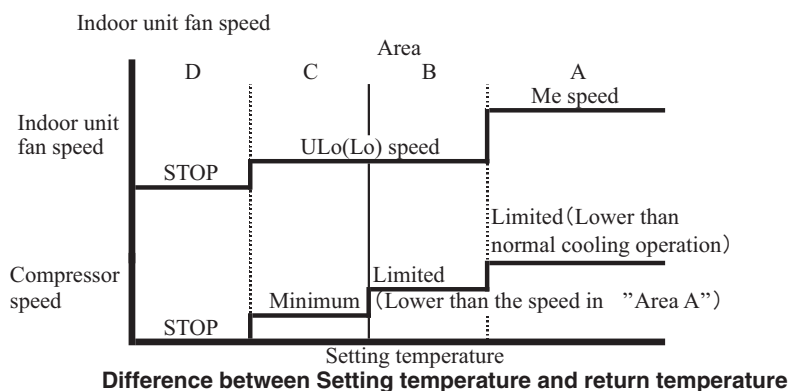 Indoor unit fan speed
Area
D C B A
Me speed
Indoor unit
fan speed
ULo(Lo) speed
STOP
Limited(Lower than
normal cooling operation)
Compressor
speed
Limited
Minimum (Lower than the speed in ”Area A”)
STOP
Setting temperature
Difference between Setting temperature and return temperature